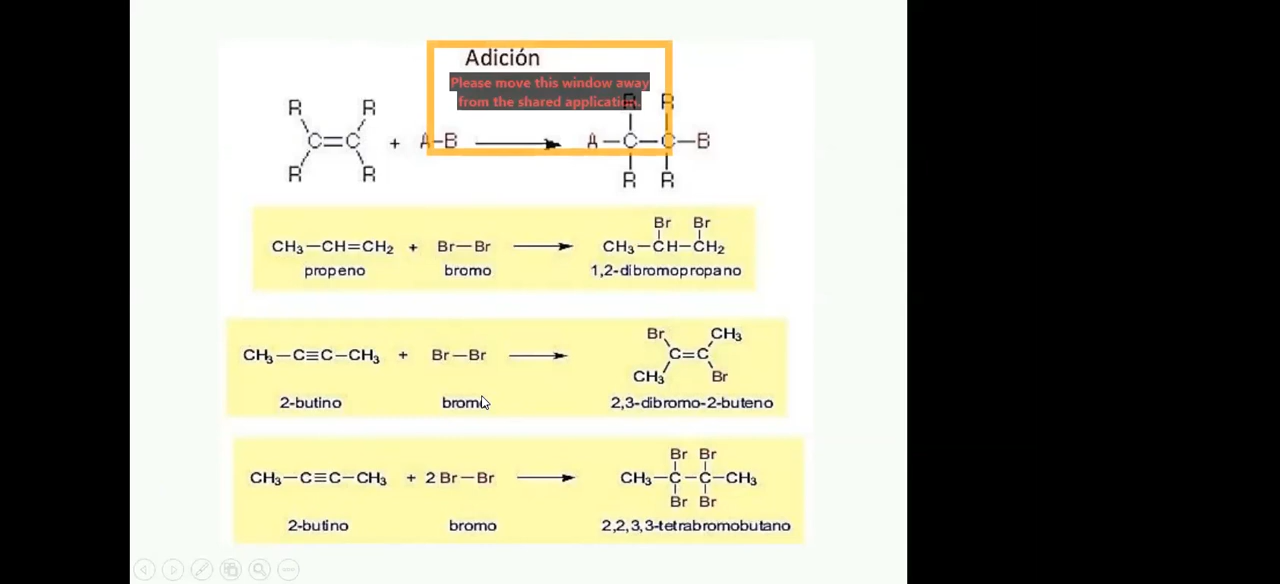 Adición
Please move this window away
from the shared application.
R R R R
C=C + A–B A–C–C–B
R R R R
Br Br
CH₃–CH=CH₂ + Br–Br CH₃–CH–CH₂
propeno bromo 1,2-dibromopropano
Br CH₃
CH₃–C≡C–CH₃ + Br–Br C=C
CH₃ Br
2-butino bromo 2,3-dibromo-2-buteno
Br Br
CH₃–C≡C–CH₃ + 2 Br–Br CH₃–C–C–CH₃
Br Br
2-butino bromo 2,2,3,3-tetrabromobutano